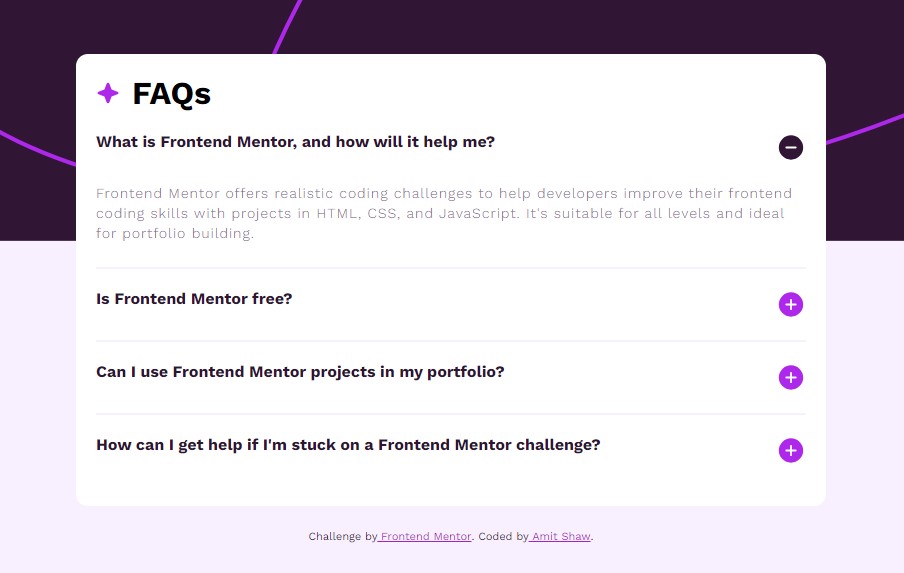 FAQs
What is Frontend Mentor, and how will it help me?
Frontend Mentor offers realistic coding challenges to help developers improve their frontend
coding skills with projects in HTML, CSS, and JavaScript. It's suitable for all levels and ideal
for portfolio building.
Is Frontend Mentor free?
Can I use Frontend Mentor projects in my portfolio?
How can I get help if I'm stuck on a Frontend Mentor challenge?
Challenge by Frontend Mentor. Coded by Amit Shaw.